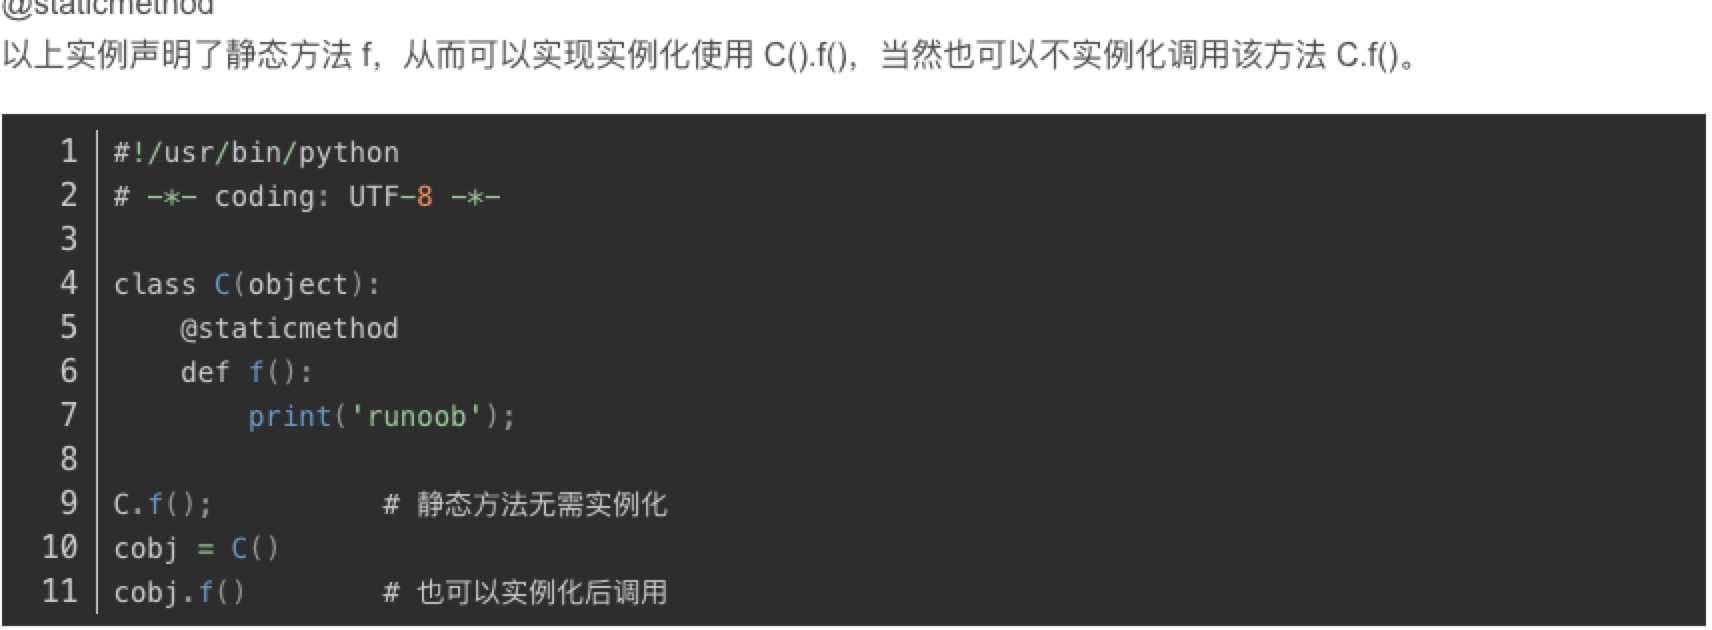 @staticmethod
以上实例声明了静态方法 f，从而可以实现实例化使用 C().f()，当然也可以不实例化调用该方法 C.f()。
1 #!/usr/bin/python
2 # -*- coding: UTF-8 -*-
3
4 class C(object):
5     @staticmethod
6     def f():
7         print('runoob');
8
9 C.f();          # 静态方法无需实例化
10 cobj = C()
11 cobj.f()        # 也可以实例化后调用